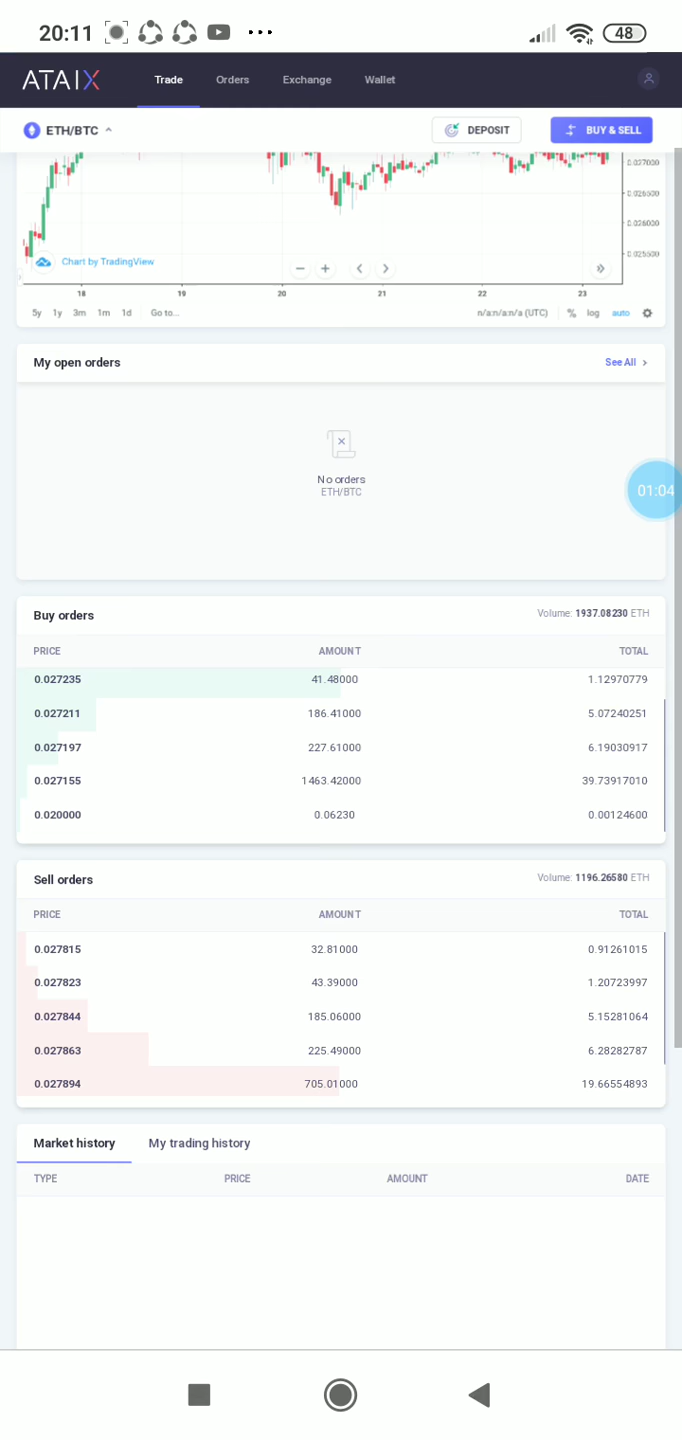 20:11 48
ATAIX Trade Orders Exchange Wallet
ETH/BTC DEPOSIT BUY & SELL
0.027000
0.026500
0.026000
0.025500
Chart by TradingView
18 19 20 21 22 23
5y 1y 3m 1m 1d Go to... n/a:n/a:n/a (UTC) % log auto
My open orders See All
No orders
ETH/BTC
01:04
Buy orders Volume: 1937.08230 ETH
PRICE AMOUNT TOTAL
0.027235 41.48000 1.12970779
0.027211 186.41000 5.07240251
0.027197 227.61000 6.19030917
0.027155 1463.42000 39.73917010
0.020000 0.06230 0.00124600
Sell orders Volume: 1196.26580 ETH
PRICE AMOUNT TOTAL
0.027815 32.81000 0.91261015
0.027823 43.39000 1.20723997
0.027844 185.06000 5.15281064
0.027863 225.49000 6.28282787
0.027894 705.01000 19.66554893
Market history My trading history
TYPE PRICE AMOUNT DATE